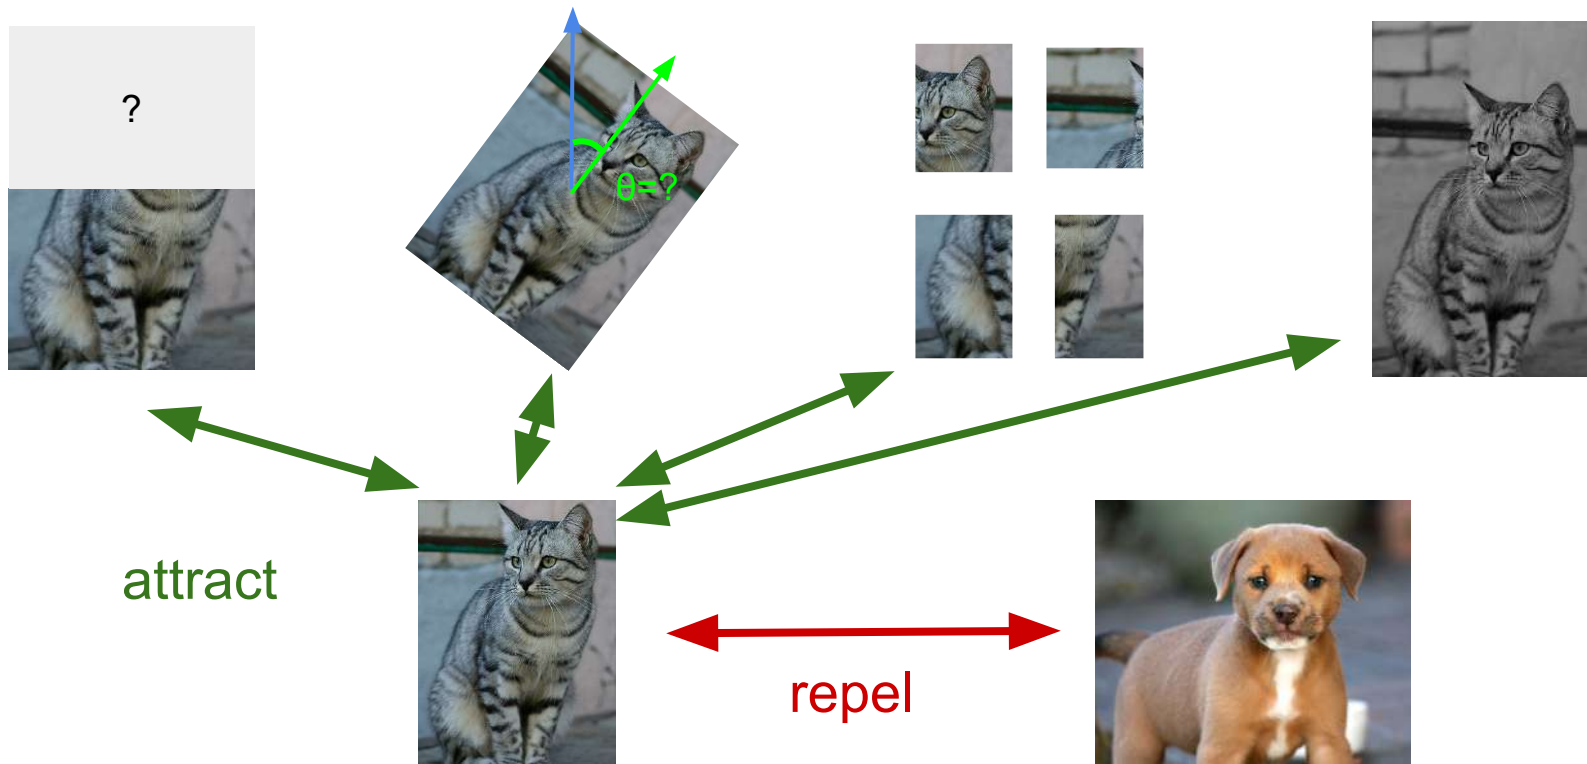 ?
θ=?
attract
repel